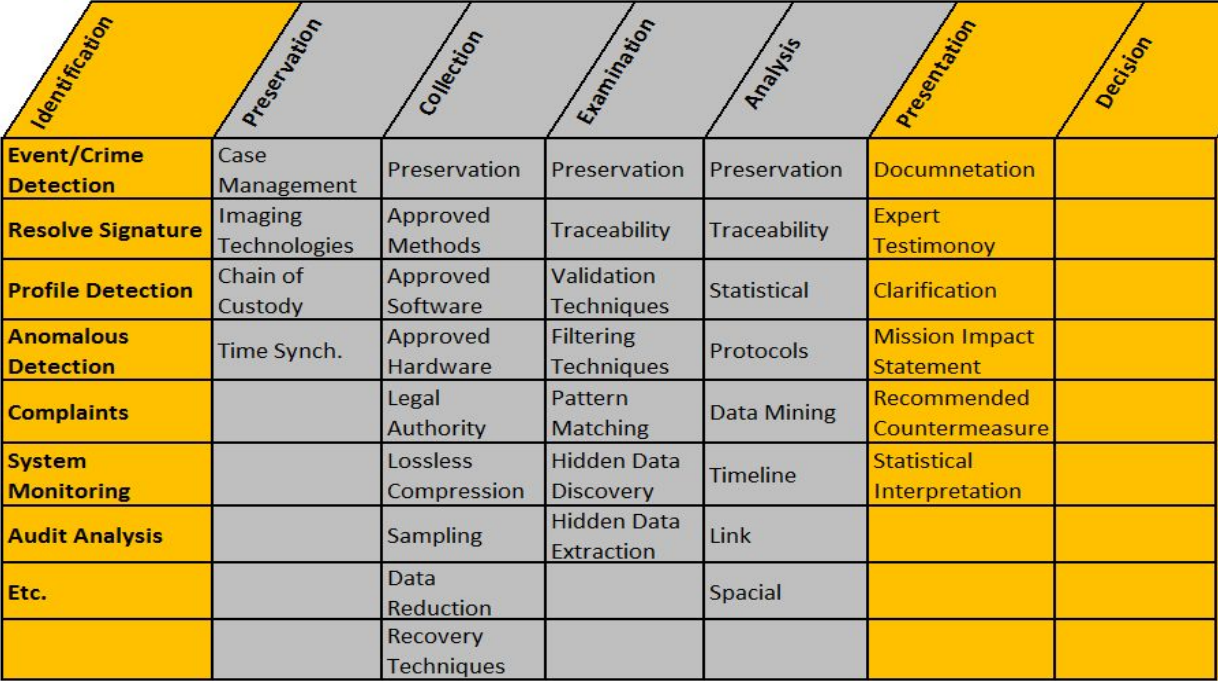 Identification
Preservation
Collection
Examination
Analysis
Presentation
Decision
Event/Crime
Detection
Case
Management
Preservation
Preservation
Preservation
Documnetation
Resolve Signature
Imaging
Technologies
Approved
Methods
Traceability
Traceability
Expert
Testimonoy
Profile Detection
Chain of
Custody
Approved
Software
Validation
Techniques
Statistical
Clarification
Anomalous
Detection
Time Synch.
Approved
Hardware
Filtering
Techniques
Protocols
Mission Impact
Statement
Complaints
Legal
Authority
Pattern
Matching
Data Mining
Recommended
Countermeasure
System
Monitoring
Lossless
Compression
Hidden Data
Discovery
Timeline
Statistical
Interpretation
Audit Analysis
Sampling
Hidden Data
Extraction
Link
Etc.
Data
Reduction
Spacial
Recovery
Techniques